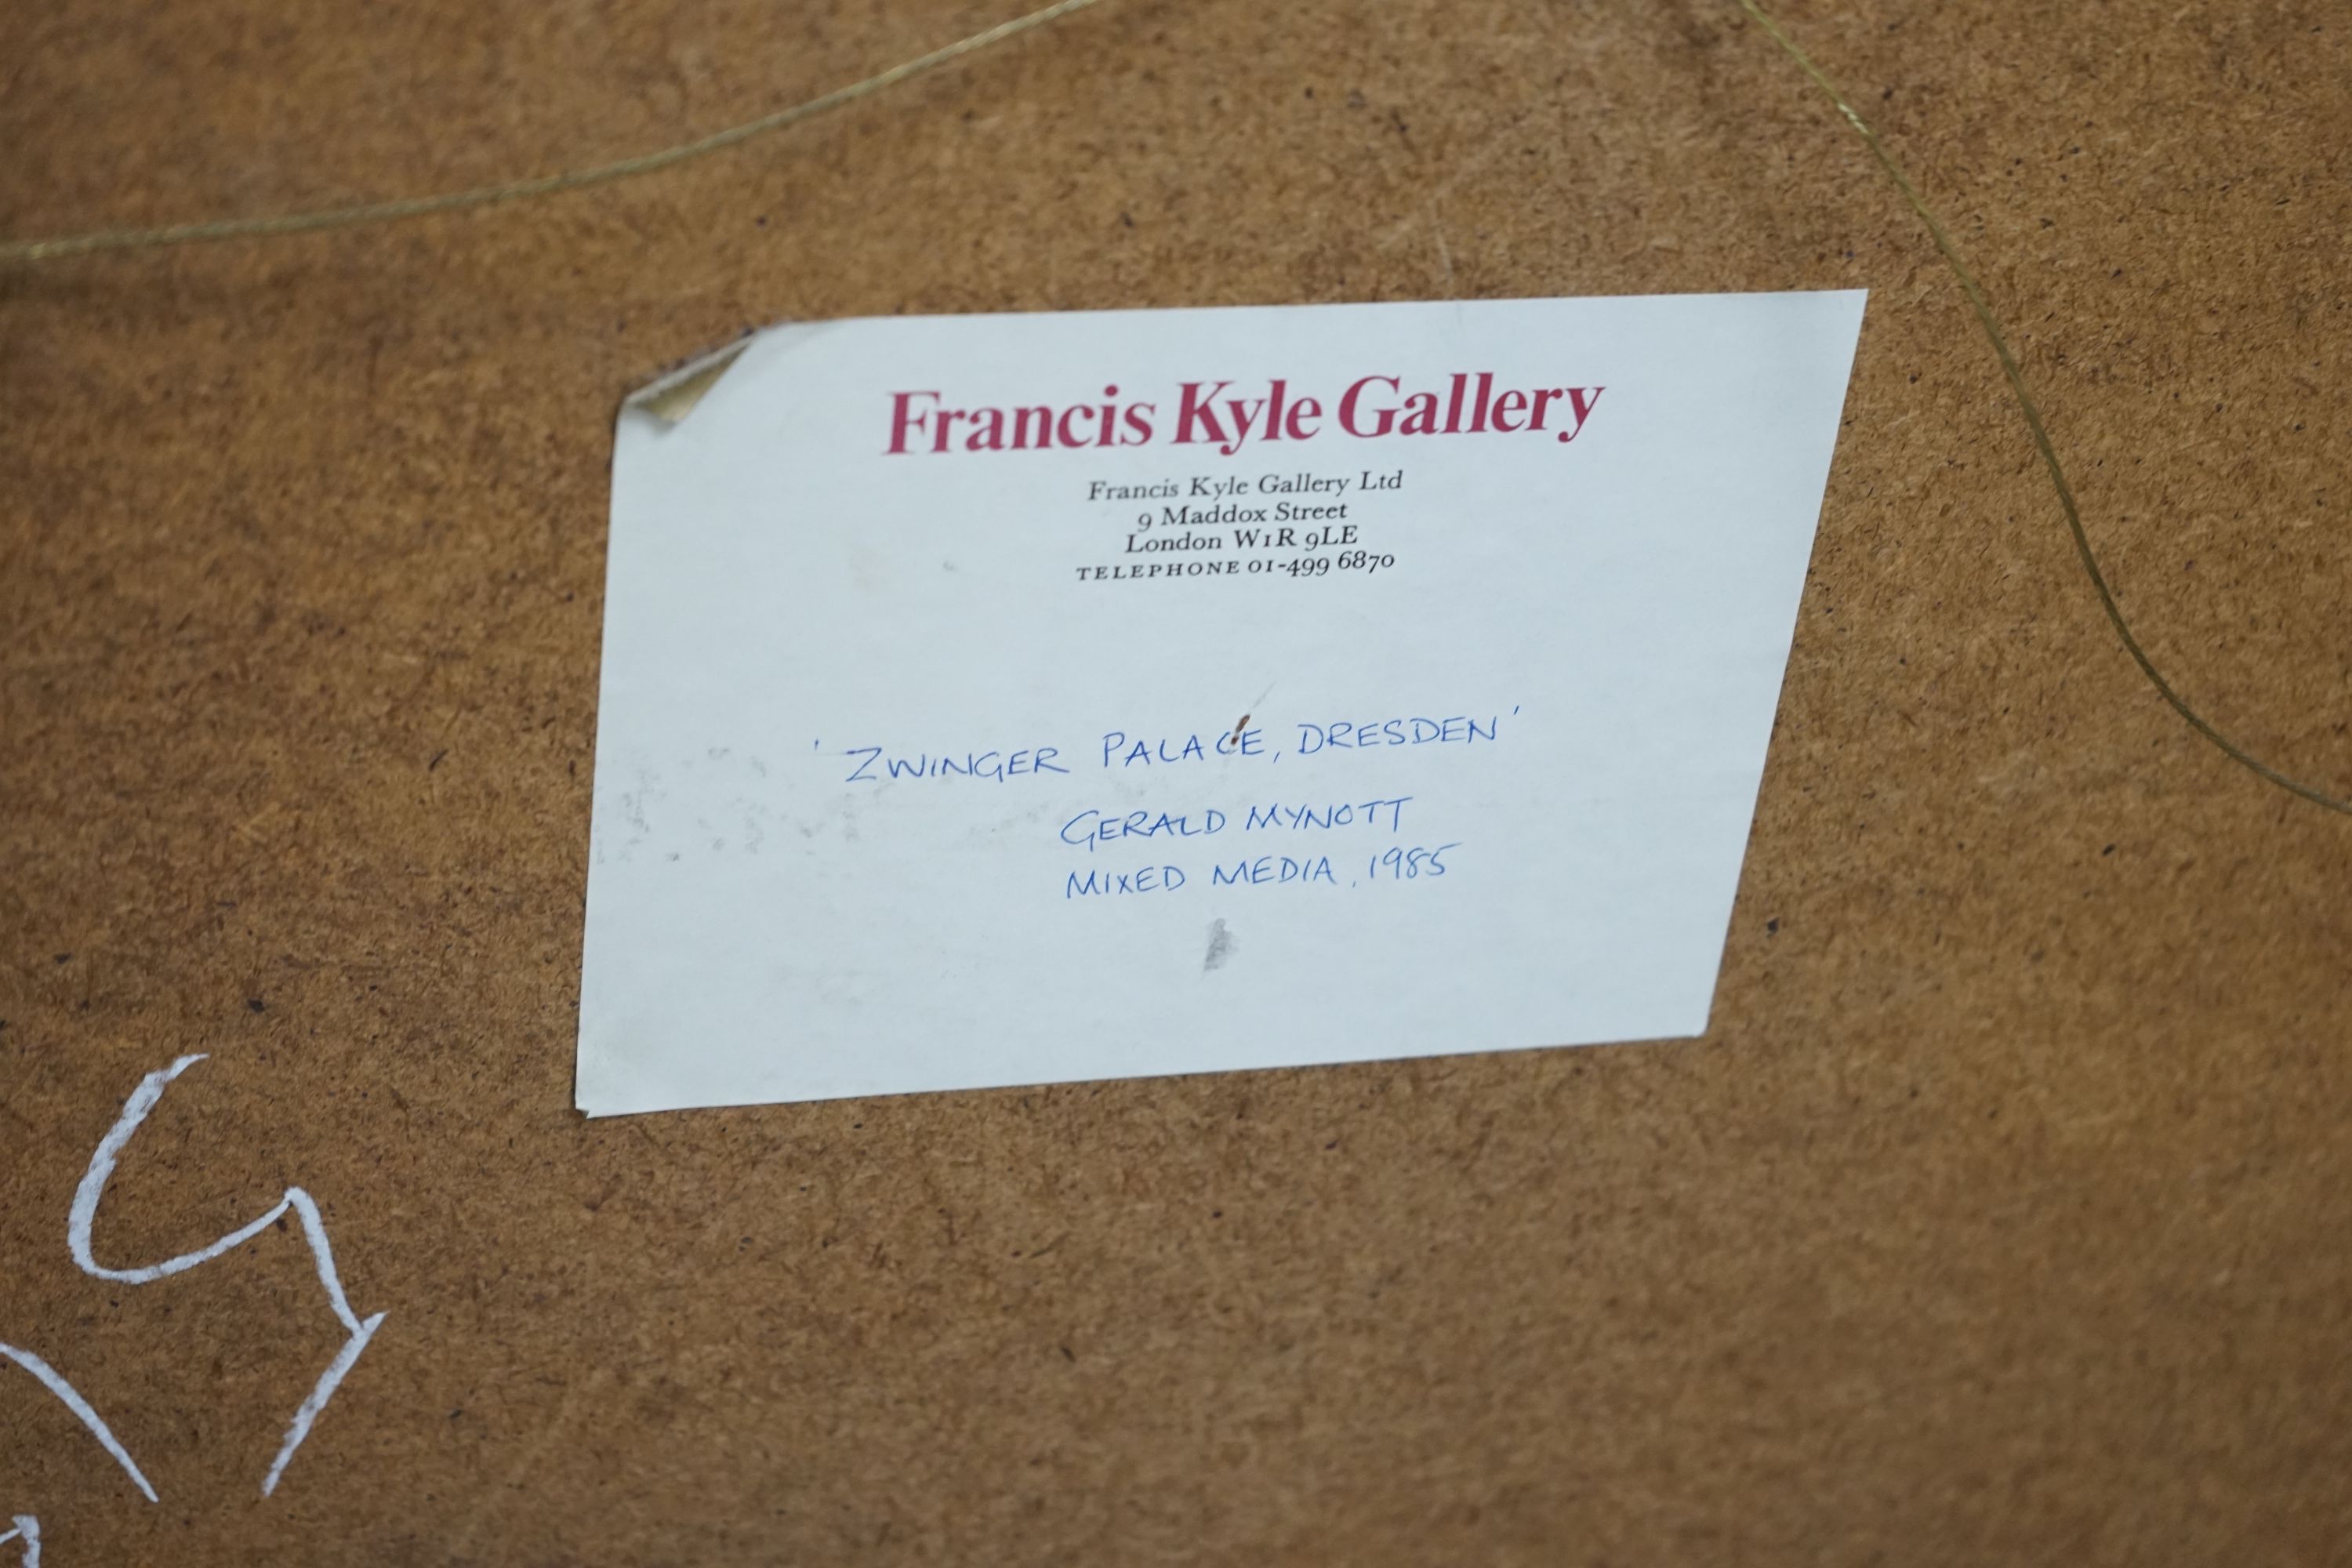 Francis Kyle Gallery
Francis Kyle Gallery Ltd
9 Maddox Street
London W1R 9LE
TELEPHONE 01-499 6870
'ZWINGER PALACE, DRESDEN'
GERALD MYNOTT
MIXED MEDIA, 1985